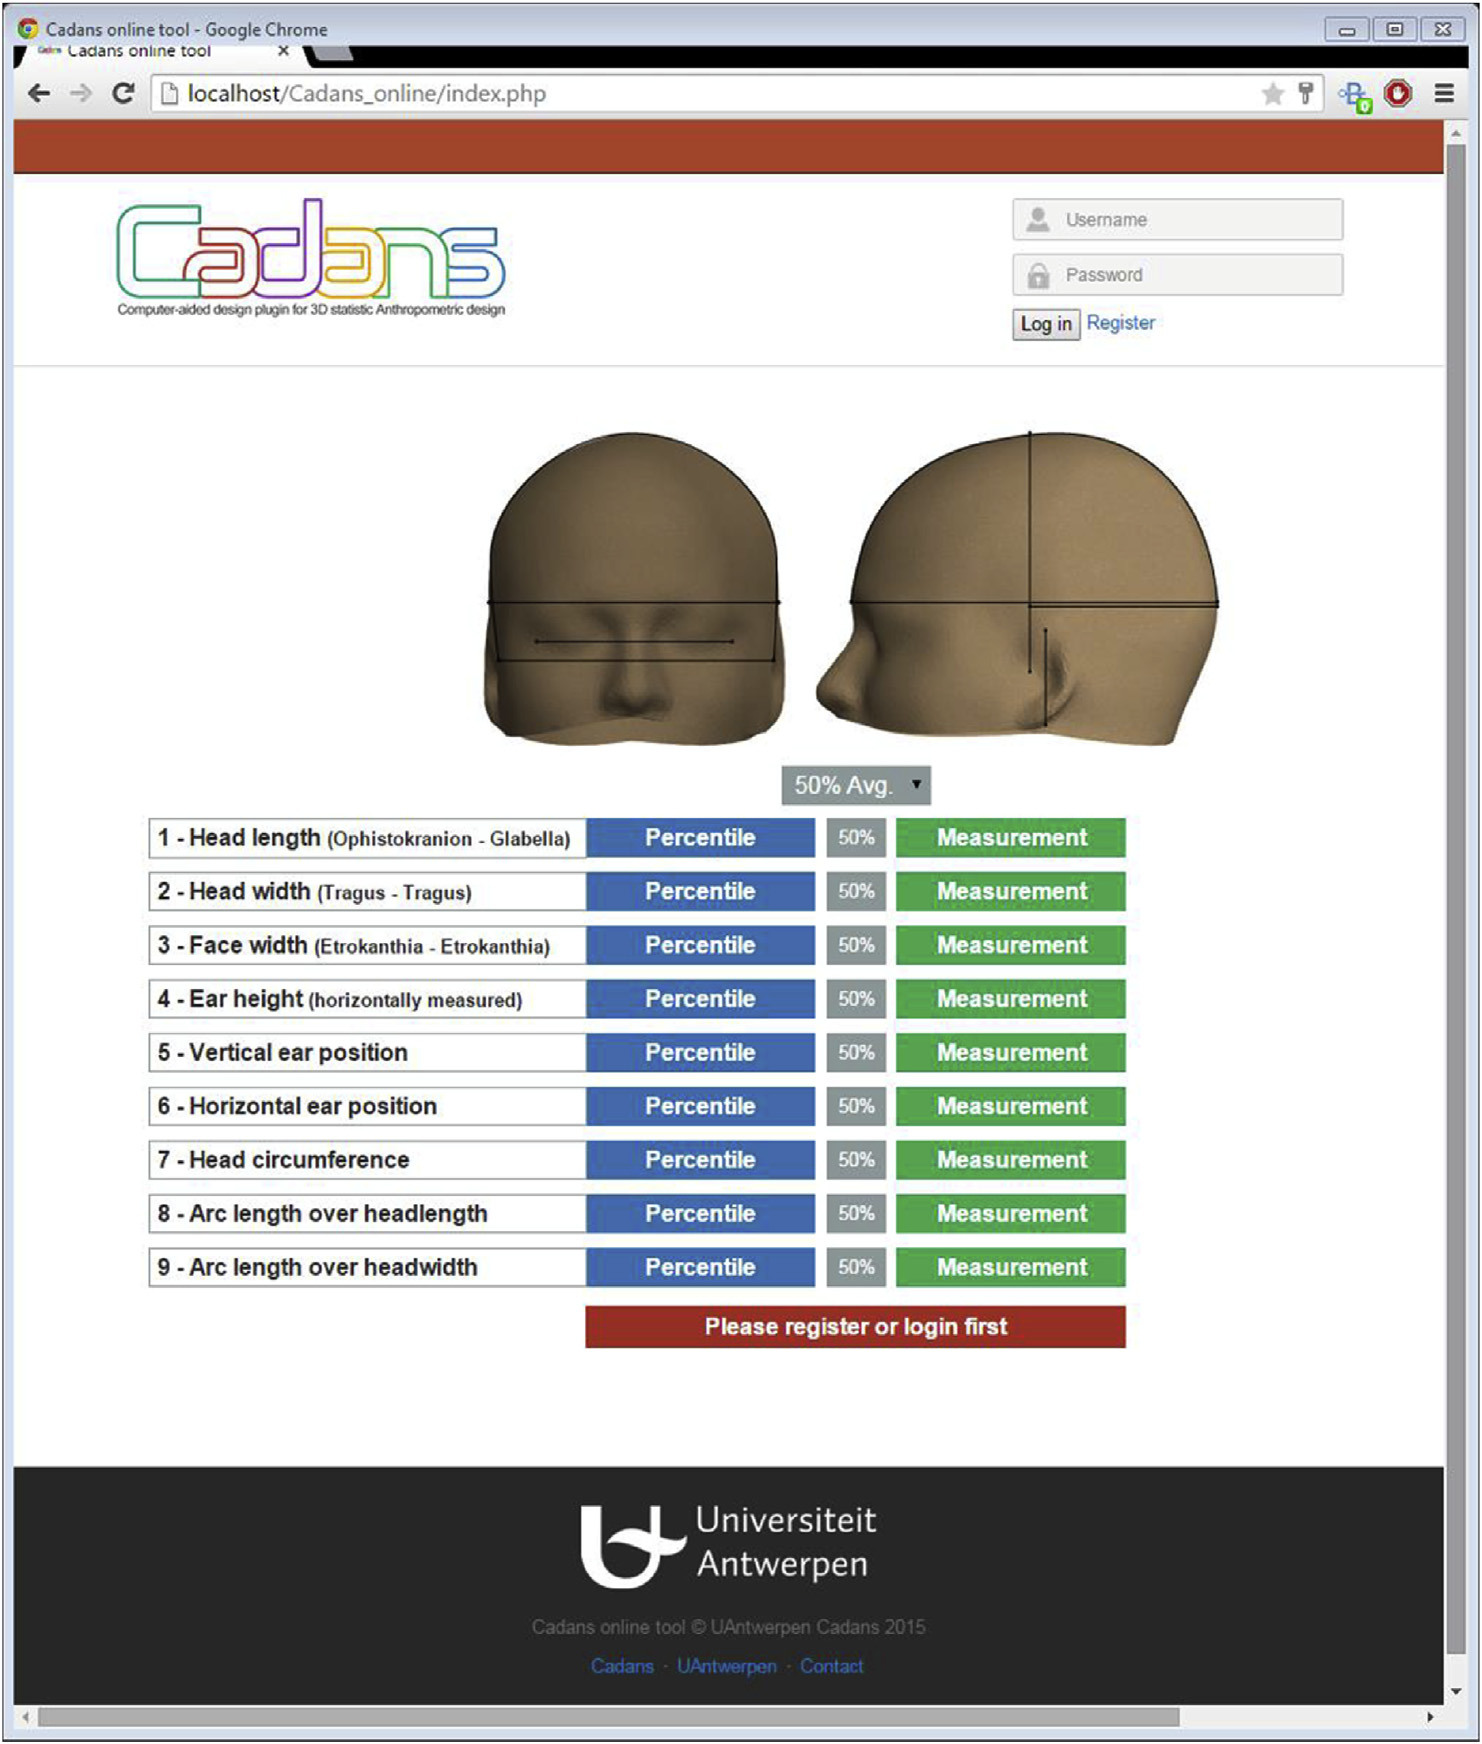 Cadans online tool - Google Chrome
Cadans online tool
localhost/Cadans_online/index.php
Cadans
Computer-aided design plugin for 3D statistic Anthropometric design
Username
Password
Log in Register
50% Avg.
1 - Head length (Ophistokranion - Glabella) Percentile 50% Measurement
2 - Head width (Tragus - Tragus) Percentile 50% Measurement
3 - Face width (Etrokanthia - Etrokanthia) Percentile 50% Measurement
4 - Ear height (horizontally measured) Percentile 50% Measurement
5 - Vertical ear position Percentile 50% Measurement
6 - Horizontal ear position Percentile 50% Measurement
7 - Head circumference Percentile 50% Measurement
8 - Arc length over headlength Percentile 50% Measurement
9 - Arc length over headwidth Percentile 50% Measurement
Please register or login first
Universiteit
Antwerpen
Cadans online tool © UAntwerpen Cadans 2015
Cadans · UAntwerpen · Contact